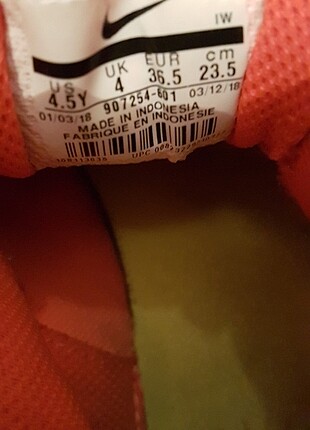 IW
US UK EUR cm
4.5Y 4 36.5 23.5
01/03/18 907254-601 03/12/18
MADE IN INDONESIA
FABRIQUE EN INDONESIE
UPC